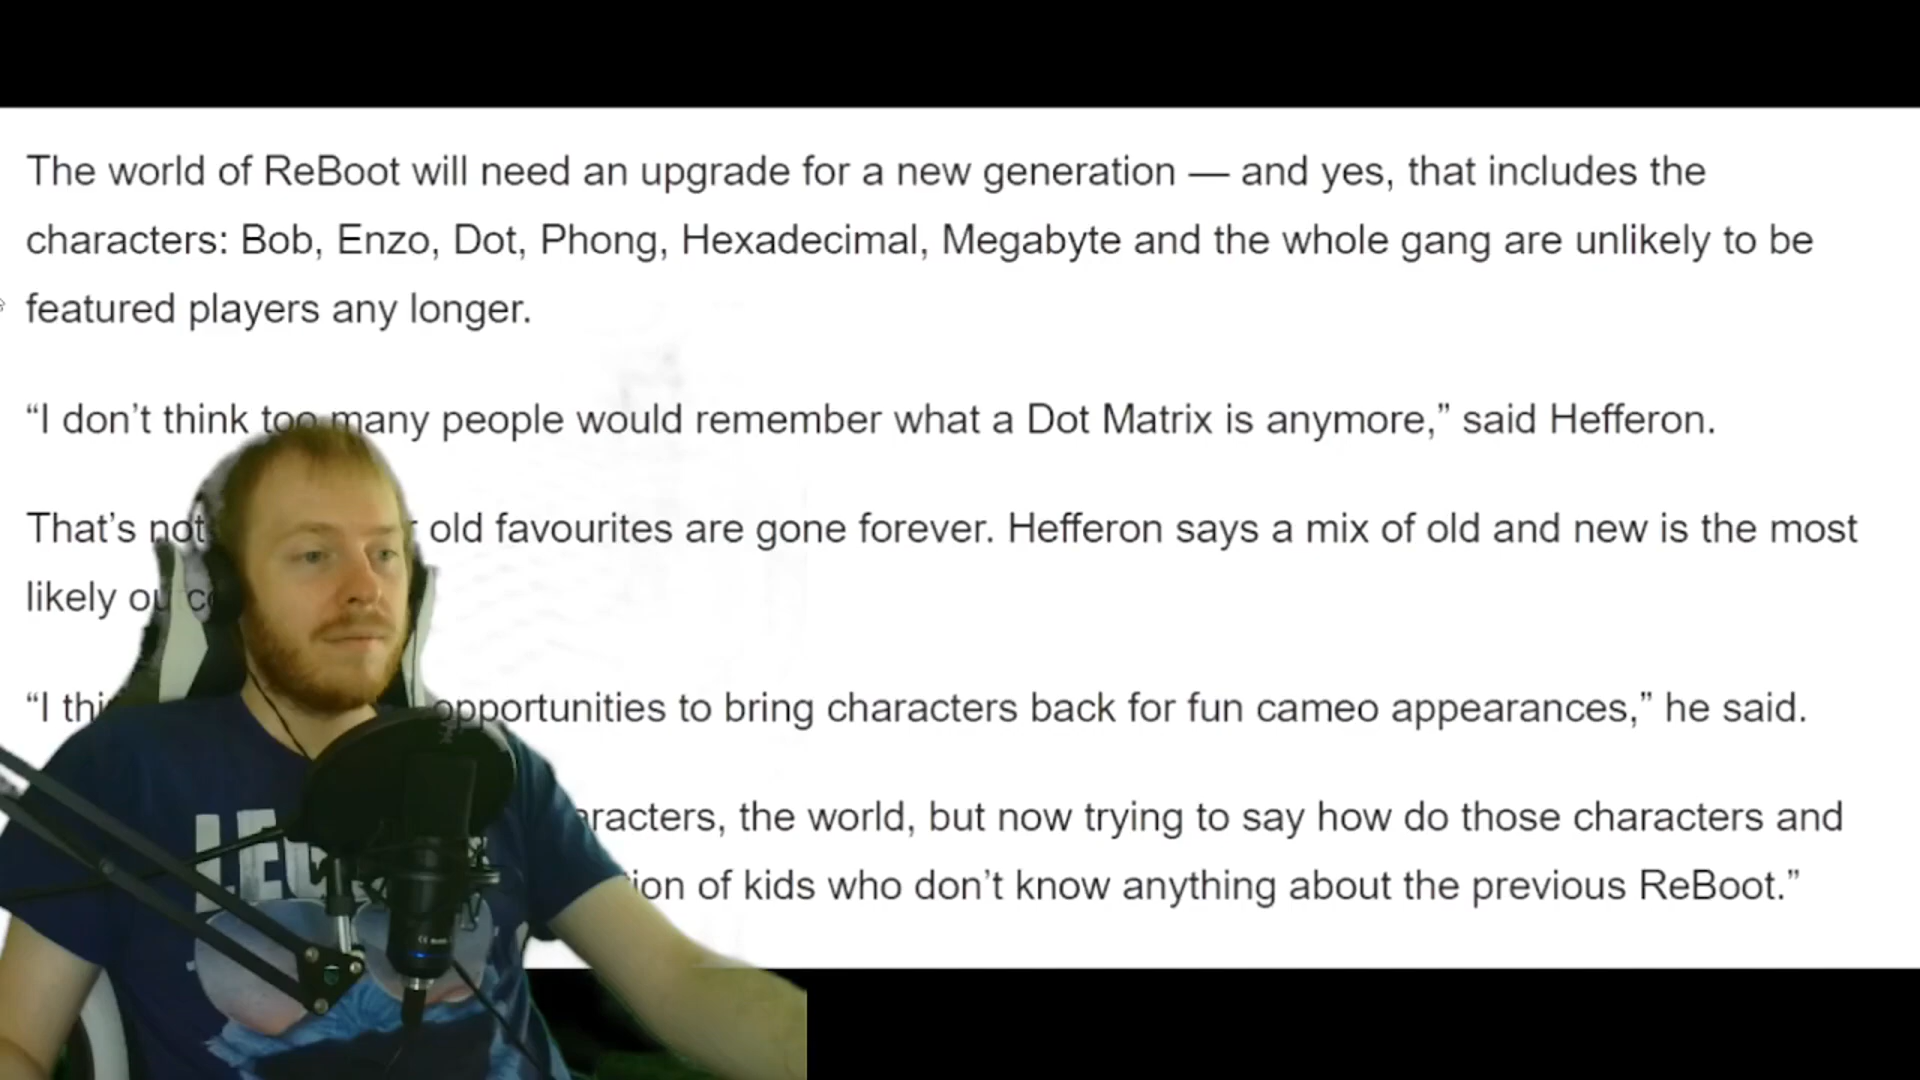 The world of ReBoot will need an upgrade for a new generation — and yes, that includes the
characters: Bob, Enzo, Dot, Phong, Hexadecimal, Megabyte and the whole gang are unlikely to be
featured players any longer.
“I don’t think too many people would remember what a Dot Matrix is anymore,” said Hefferon.
That’s not old favourites are gone forever. Hefferon says a mix of old and new is the most
likely
“I opportunities to bring characters back for fun cameo appearances,” he said.
the world, but now trying to say how do those characters and
of kids who don’t know anything about the previous ReBoot.”